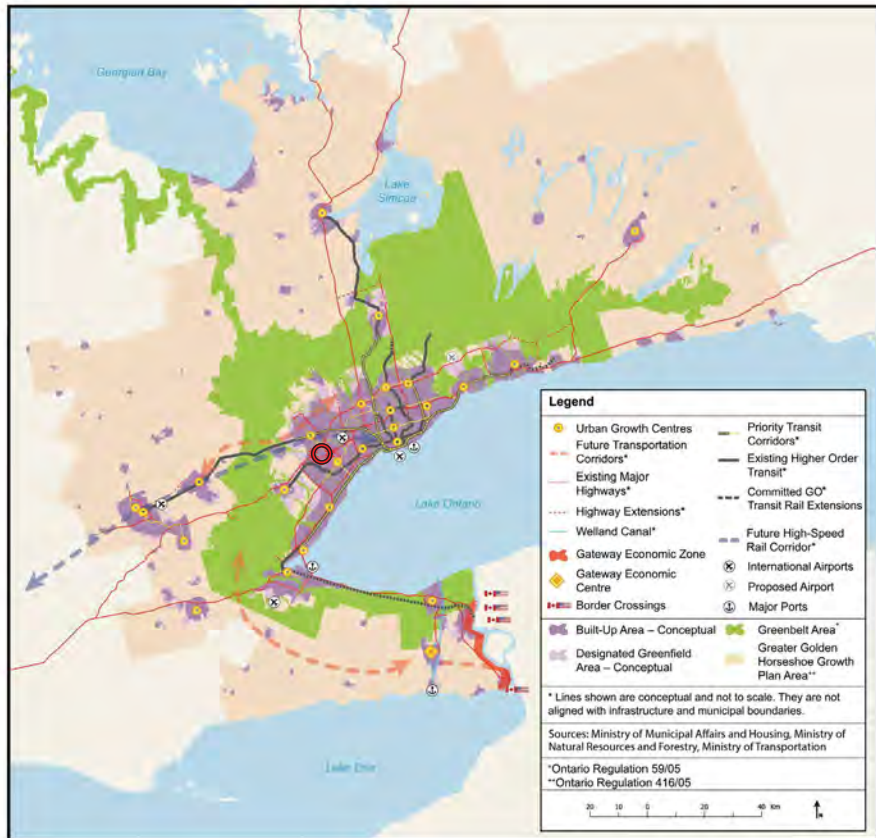 Georgian Bay
Lake
Simcoe
Lake Ontario
Lake Erie
Legend
Urban Growth Centres
Future Transportation
Corridors*
Existing Major
Highways*
Highway Extensions*
Welland Canal*
Gateway Economic Zone
Gateway Economic
Centre
Border Crossings
Priority Transit
Corridors*
Existing Higher Order
Transit*
Committed GO*
Transit Rail Extensions
Future High-Speed
Rail Corridor*
International Airports
Proposed Airport
Major Ports
Built-Up Area – Conceptual
Designated Greenfield
Area – Conceptual
Greenbelt Area*
Greater Golden
Horseshoe Growth
Plan Area**
* Lines shown are conceptual and not to scale. They are not
aligned with infrastructure and municipal boundaries.
Sources: Ministry of Municipal Affairs and Housing, Ministry of
Natural Resources and Forestry, Ministry of Transportation
*Ontario Regulation 59/05
**Ontario Regulation 416/05
20 10 0 20 40 Km
N